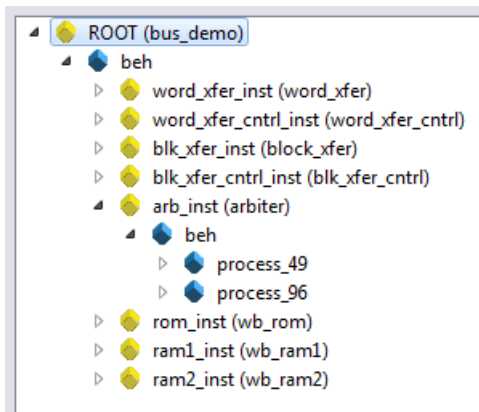 ROOT (bus_demo)
beh
word_xfer_inst (word_xfer)
word_xfer_cntrl_inst (word_xfer_cntrl)
blk_xfer_inst (block_xfer)
blk_xfer_cntrl_inst (blk_xfer_cntrl)
arb_inst (arbiter)
beh
process_49
process_96
rom_inst (wb_rom)
ram1_inst (wb_ram1)
ram2_inst (wb_ram2)